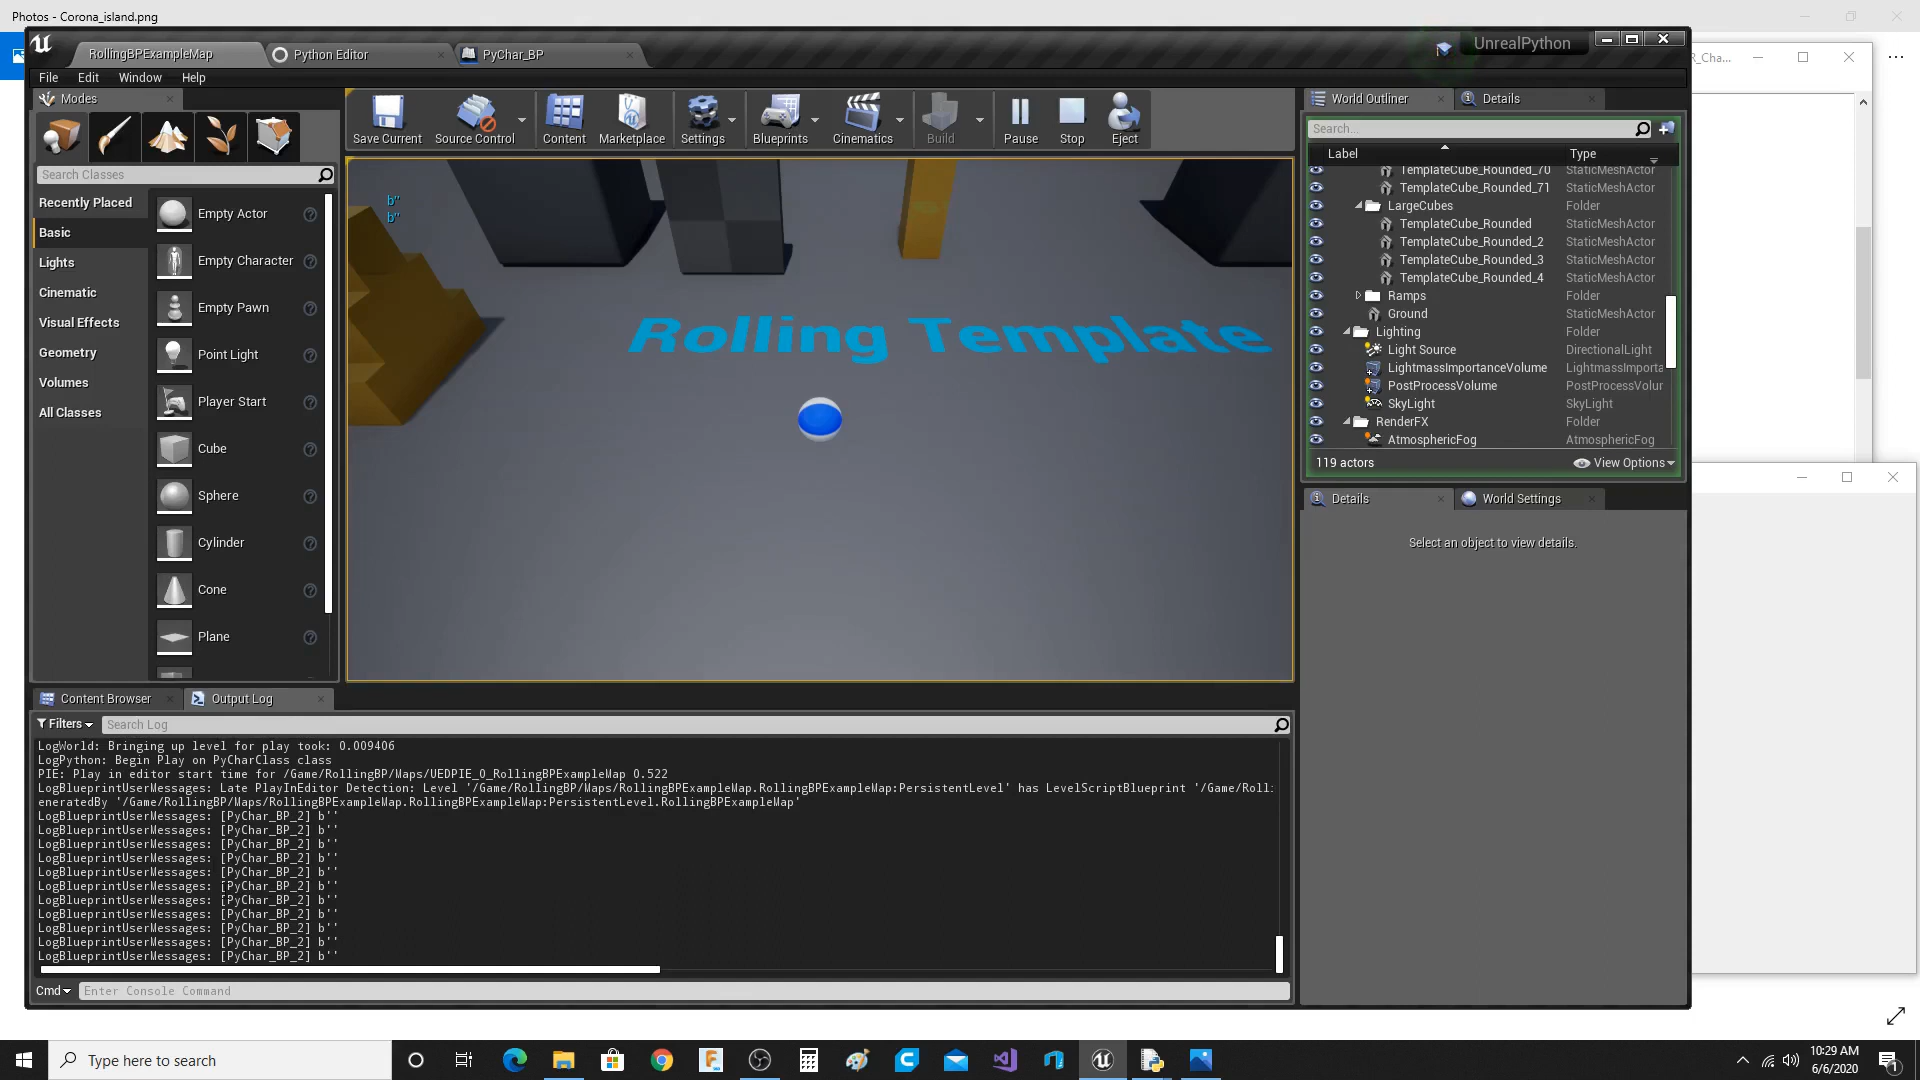 Photos - Corona_island.png
RollingBPExampleMap
Python Editor
PyChar_BP
UnrealPython
R_Cha...
File Edit Window Help
Modes
Save Current
Source Control
Content
Marketplace
Settings
Blueprints
Cinematics
Build
Pause
Stop
Eject
Search Classes
Recently Placed
Basic
Lights
Cinematic
Visual Effects
Geometry
Volumes
All Classes
Empty Actor
Empty Character
Empty Pawn
Point Light
Player Start
Cube
Sphere
Cylinder
Cone
Plane
b''
b''
Rolling Template
World Outliner
Details
Search...
Label Type
TemplateCube_Rounded_70 StaticMeshActor
TemplateCube_Rounded_71 StaticMeshActor
LargeCubes Folder
TemplateCube_Rounded StaticMeshActor
TemplateCube_Rounded_2 StaticMeshActor
TemplateCube_Rounded_3 StaticMeshActor
TemplateCube_Rounded_4 StaticMeshActor
Ramps Folder
Ground StaticMeshActor
Lighting Folder
Light Source DirectionalLight
LightmassImportanceVolume LightmassImporta
PostProcessVolume PostProcessVolur
SkyLight SkyLight
RenderFX Folder
AtmosphericFog AtmosphericFog
119 actors
View Options
Details
World Settings
Select an object to view details.
Content Browser
Output Log
Filters
Search Log
LogWorld: Bringing up level for play took: 0.009406
LogPython: Begin Play on PyCharClass class
PIE: Play in editor start time for /Game/RollingBP/Maps/UEDPIE_0_RollingBPExampleMap 0.522
LogBlueprintUserMessages: Late PlayInEditor Detection: Level '/Game/RollingBP/Maps/RollingBPExampleMap.RollingBPExampleMap:PersistentLevel' has LevelScriptBlueprint '/Game/Rolli
eneratedBy '/Game/RollingBP/Maps/RollingBPExampleMap.RollingBPExampleMap:PersistentLevel.RollingBPExampleMap'
LogBlueprintUserMessages: [PyChar_BP_2] b''
LogBlueprintUserMessages: [PyChar_BP_2] b''
LogBlueprintUserMessages: [PyChar_BP_2] b''
LogBlueprintUserMessages: [PyChar_BP_2] b''
LogBlueprintUserMessages: [PyChar_BP_2] b''
LogBlueprintUserMessages: [PyChar_BP_2] b''
LogBlueprintUserMessages: [PyChar_BP_2] b''
LogBlueprintUserMessages: [PyChar_BP_2] b''
LogBlueprintUserMessages: [PyChar_BP_2] b''
LogBlueprintUserMessages: [PyChar_BP_2] b''
LogBlueprintUserMessages: [PyChar_BP_2] b''
Cmd
Enter Console Command
Type here to search
10:29 AM
6/6/2020
1